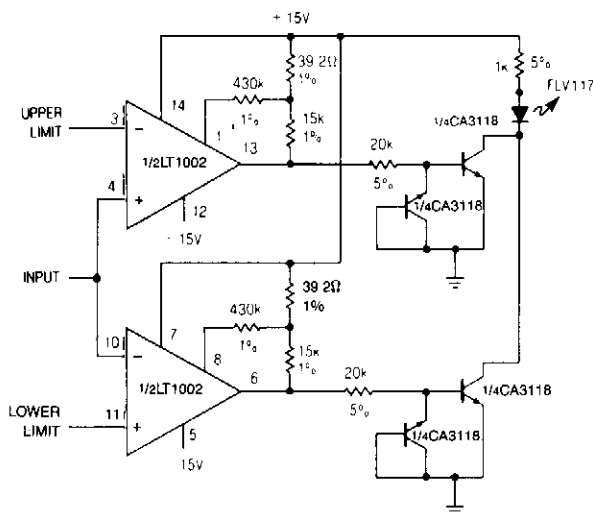 + 15V
39 2Ω
1%
430k
1%
15k
1%
1k
5%
FLV117
UPPER
LIMIT
3
14
1
−
1/2LT1002
13
4
+
12
- 15V
20k
5%
1/4CA3118
1/4CA3118
INPUT
39 2Ω
1%
430k
1%
15k
1%
10
7
8
−
1/2LT1002
6
LOWER
LIMIT
11
+
5
15V
20k
5%
1/4CA3118
1/4CA3118